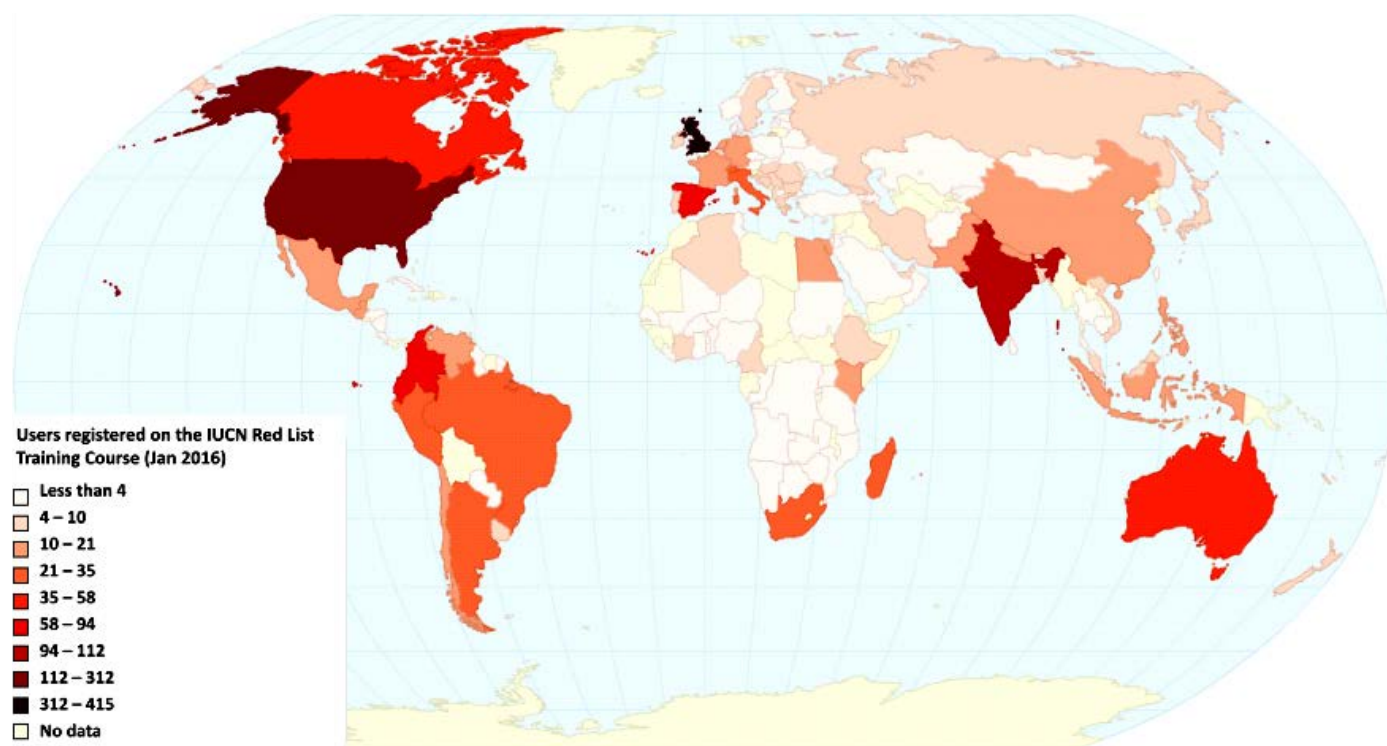 Users registered on the IUCN Red List
Training Course (Jan 2016)
Less than 4
4 – 10
10 – 21
21 – 35
35 – 58
58 – 94
94 – 112
112 – 312
312 – 415
No data